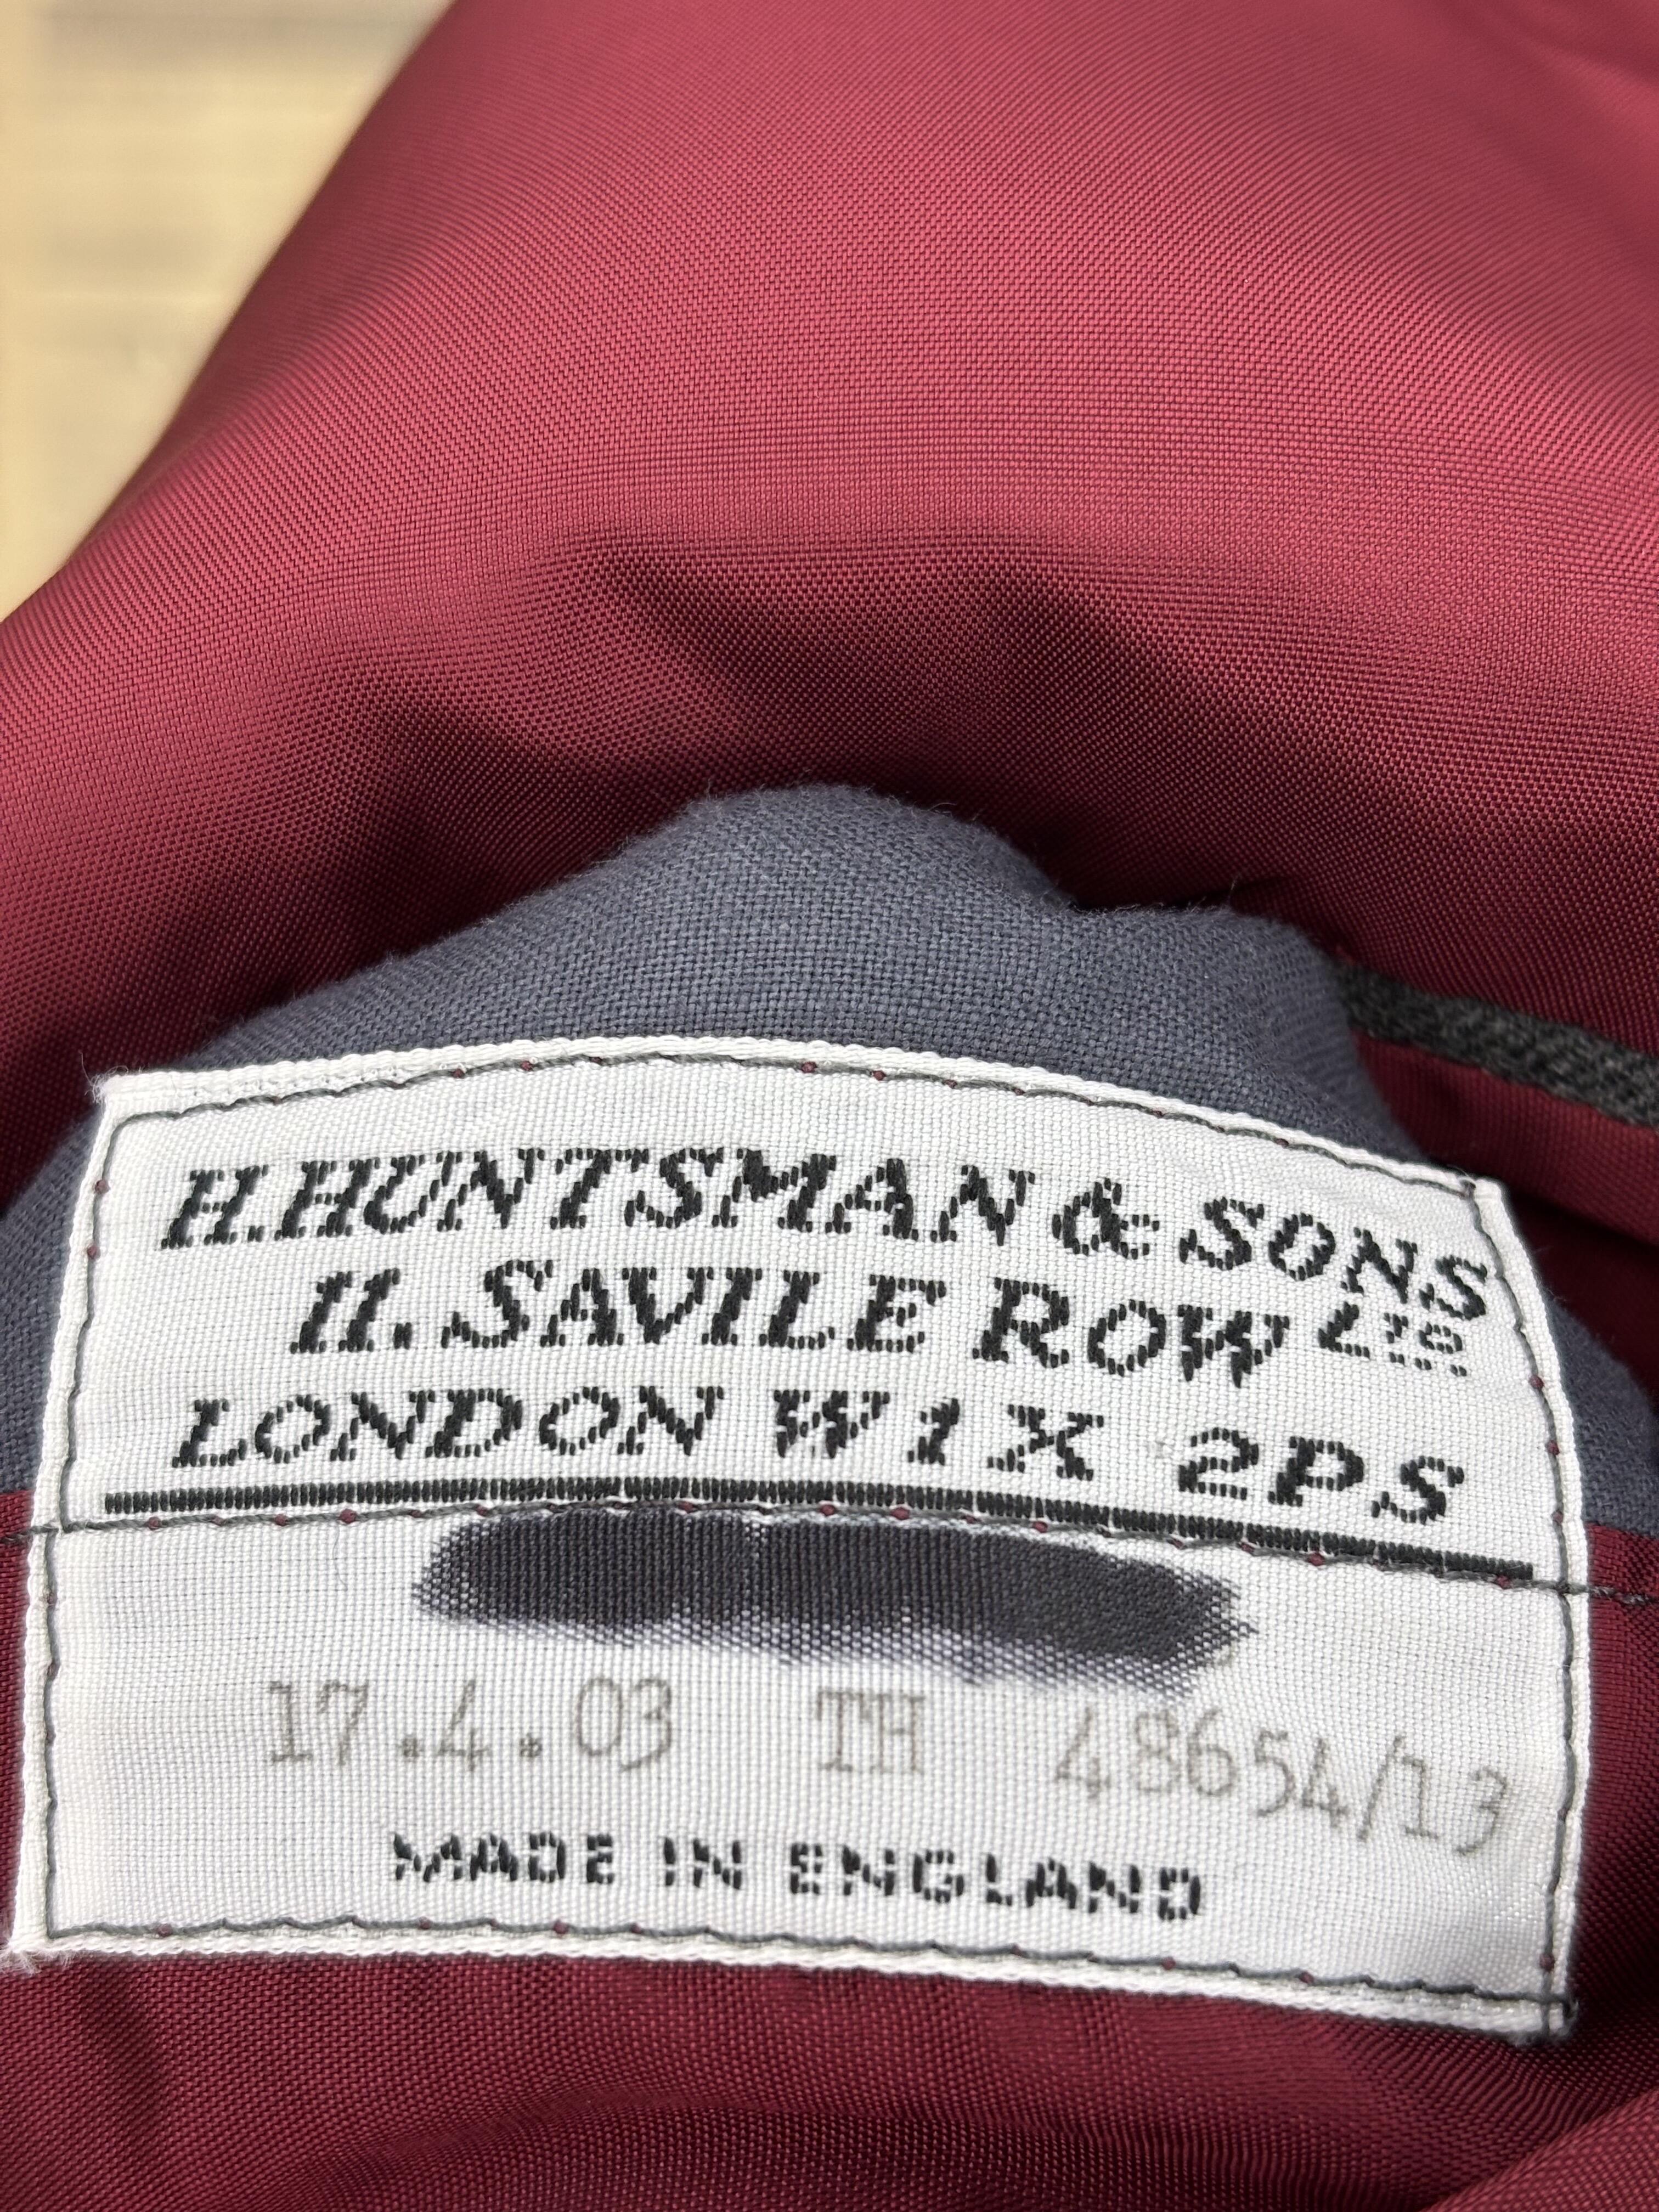 H. HUNTSMAN & SONS
11. SAVILE ROW LTD
LONDON W1X 2PS
17.4.03 TH 48654/13
MADE IN ENGLAND